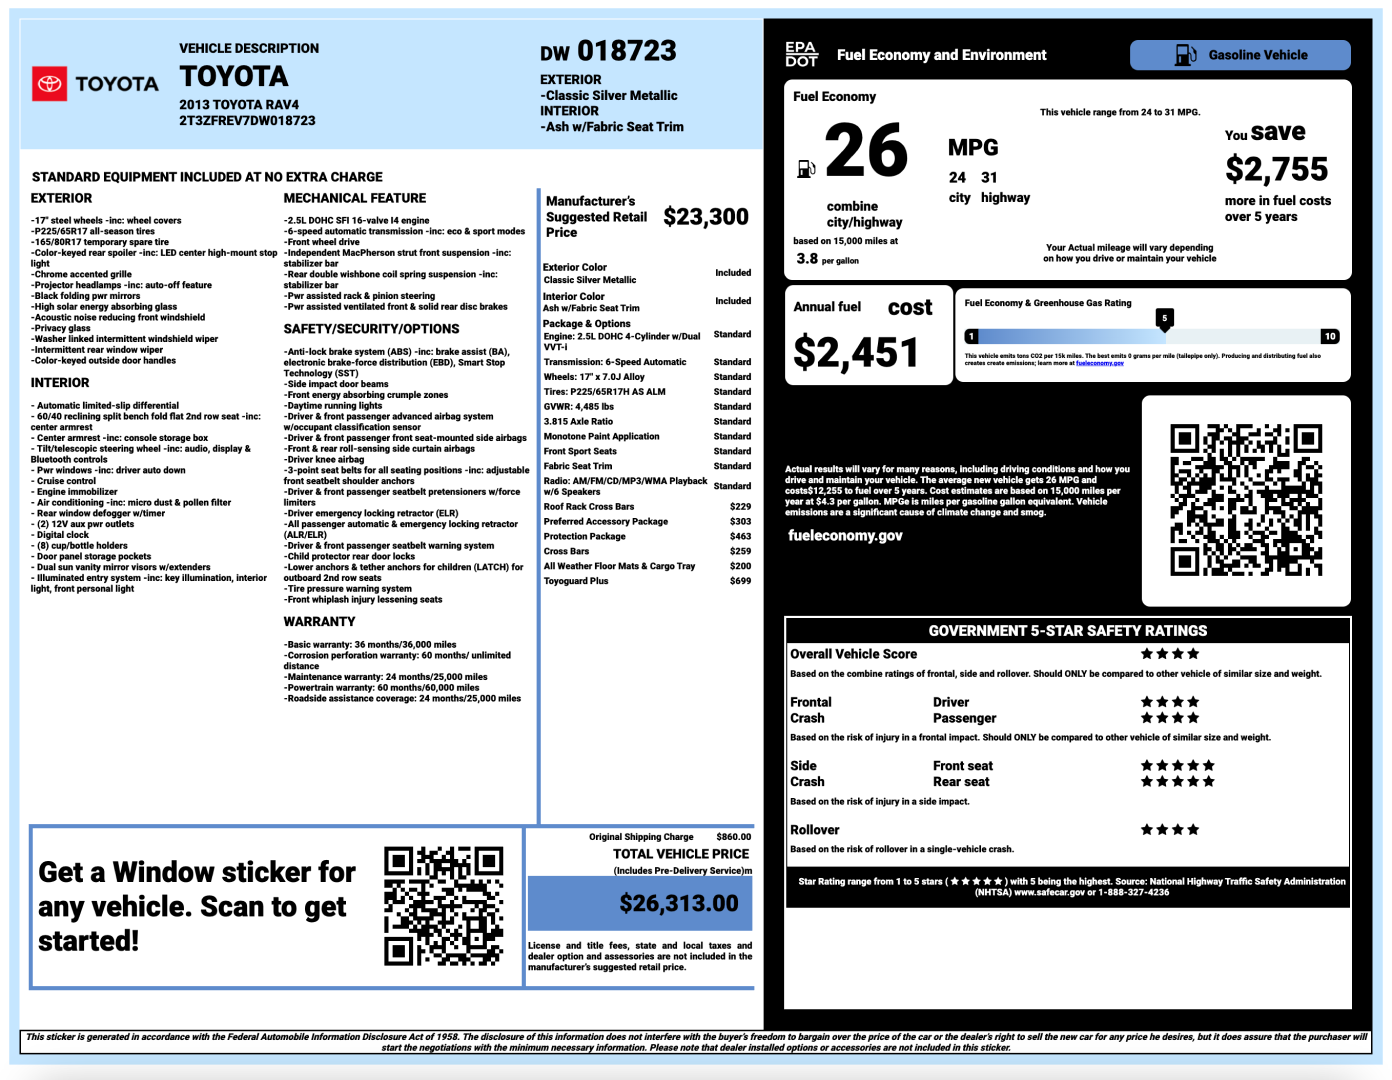 TOYOTA
VEHICLE DESCRIPTION
TOYOTA
2013 TOYOTA RAV4
2T3ZFREV7DW018723
DW 018723
EXTERIOR
-Classic Silver Metallic
INTERIOR
-Ash w/Fabric Seat Trim
STANDARD EQUIPMENT INCLUDED AT NO EXTRA CHARGE
EXTERIOR
-17" steel wheels -inc: wheel covers
-P225/65R17 all-season tires
-165/80R17 temporary spare tire
-Color-keyed rear spoiler -inc: LED center high-mount stop
light
-Chrome accented grille
-Projector headlamps -inc: auto-off feature
-Black folding pwr mirrors
-High solar energy absorbing glass
-Acoustic noise reducing front windshield
-Privacy glass
-Washer linked intermittent windshield wiper
-Intermittent rear window wiper
-Color-keyed outside door handles
INTERIOR
- Automatic limited-slip differential
- 60/40 reclining split bench fold flat 2nd row seat -inc:
center armrest
- Center armrest -inc: console storage box
- Tilt/telescopic steering wheel -inc: audio, display &
Bluetooth controls
- Pwr windows -inc: driver auto down
- Cruise control
- Engine immobilizer
- Air conditioning -inc: micro dust & pollen filter
- Rear window defogger w/timer
- (2) 12V aux pwr outlets
- Digital clock
- (8) cup/bottle holders
- Door panel storage pockets
- Dual sun vanity mirror visors w/extenders
- Illuminated entry system -inc: key illumination, interior
light, front personal light
MECHANICAL FEATURE
-2.5L DOHC SFI 16-valve I4 engine
-6-speed automatic transmission -inc: eco & sport modes
-Front wheel drive
-Independent MacPherson strut front suspension -inc:
stabilizer bar
-Rear double wishbone coil spring suspension -inc:
stabilizer bar
-Pwr assisted rack & pinion steering
-Pwr assisted ventilated front & solid rear disc brakes
SAFETY/SECURITY/OPTIONS
-Anti-lock brake system (ABS) -inc: brake assist (BA),
electronic brake-force distribution (EBD), Smart Stop
Technology (SST)
-Side impact door beams
-Front energy absorbing crumple zones
-Daytime running lights
-Driver & front passenger advanced airbag system
w/occupant classification sensor
-Driver & front passenger front seat-mounted side airbags
-Front & rear roll-sensing side curtain airbags
-Driver knee airbag
-3-point seat belts for all seating positions -inc: adjustable
front seatbelt shoulder anchors
-Driver & front passenger seatbelt pretensioners w/force
limiters
-Driver emergency locking retractor (ELR)
-All passenger automatic & emergency locking retractor
(ALR/ELR)
-Driver & front passenger seatbelt warning system
-Child protector rear door locks
-Lower anchors & tether anchors for children (LATCH) for
outboard 2nd row seats
-Tire pressure warning system
-Front whiplash injury lessening seats
WARRANTY
-Basic warranty: 36 months/36,000 miles
-Corrosion perforation warranty: 60 months/ unlimited
distance
-Maintenance warranty: 24 months/25,000 miles
-Powertrain warranty: 60 months/60,000 miles
-Roadside assistance coverage: 24 months/25,000 miles
Manufacturer's
Suggested Retail
Price
$23,300
Exterior Color
Classic Silver Metallic
Included
Interior Color
Ash w/Fabric Seat Trim
Included
Package & Options
Engine: 2.5L DOHC 4-Cylinder w/Dual
VVT-i
Standard
Transmission: 6-Speed Automatic Standard
Wheels: 17" x 7.0J Alloy Standard
Tires: P225/65R17H AS ALM Standard
GVWR: 4,485 lbs Standard
3.815 Axle Ratio Standard
Monotone Paint Application Standard
Front Sport Seats Standard
Fabric Seat Trim Standard
Radio: AM/FM/CD/MP3/WMA Playback
w/6 Speakers
Standard
Roof Rack Cross Bars $229
Preferred Accessory Package $303
Protection Package $463
Cross Bars $259
All Weather Floor Mats & Cargo Tray $200
Toyoguard Plus $699
Get a Window sticker for
any vehicle. Scan to get
started!
Original Shipping Charge $860.00
TOTAL VEHICLE PRICE
(Includes Pre-Delivery Service)m
$26,313.00
License and title fees, state and local taxes and
dealer option and assessories are not included in the
manufacturer's suggested retail price.
EPA
DOT
Fuel Economy and Environment
Gasoline Vehicle
Fuel Economy
This vehicle range from 24 to 31 MPG.
26
MPG
24 31
city highway
combine
city/highway
based on 15,000 miles at
3.8 per gallon
You save
$2,755
more in fuel costs
over 5 years
Your Actual mileage will vary depending
on how you drive or maintain your vehicle
Annual fuel cost
$2,451
Fuel Economy & Greenhouse Gas Rating
5
1
10
This vehicle emits tons CO2 per 15k miles. The best emits 0 grams per mile (tailpipe only). Producing and distributing fuel also
creates create emissions; learn more at fueleconomy.gov
Actual results will vary for many reasons, including driving conditions and how you
drive and maintain your vehicle. The average new vehicle gets 26 MPG and
costs$12,255 to fuel over 5 years. Cost estimates are based on 15,000 miles per
year at $4.3 per gallon. MPGe is miles per gasoline gallon equivalent. Vehicle
emissions are a significant cause of climate change and smog.
fueleconomy.gov
GOVERNMENT 5-STAR SAFETY RATINGS
Overall Vehicle Score ★★★★
Based on the combine ratings of frontal, side and rollover. Should ONLY be compared to other vehicle of similar size and weight.
Frontal Driver ★★★★
Crash Passenger ★★★★
Based on the risk of injury in a frontal impact. Should ONLY be compared to other vehicle of similar size and weight.
Side Front seat ★★★★★
Crash Rear seat ★★★★★
Based on the risk of injury in a side impact.
Rollover ★★★★
Based on the risk of rollover in a single-vehicle crash.
Star Rating range from 1 to 5 stars ( ★★★★★ ) with 5 being the highest. Source: National Highway Traffic Safety Administration
(NHTSA) www.safecar.gov or 1-888-327-4236
This sticker is generated in accordance with the Federal Automobile Information Disclosure Act of 1958. The disclosure of this information does not interfere with the buyer's freedom to bargain over the price of the car or the dealer's right to sell the new car for any price he desires, but it does assure that the purchaser will
start the negotiations with the minimum necessary information. Please note that dealer installed options or accessories are not included in this sticker.